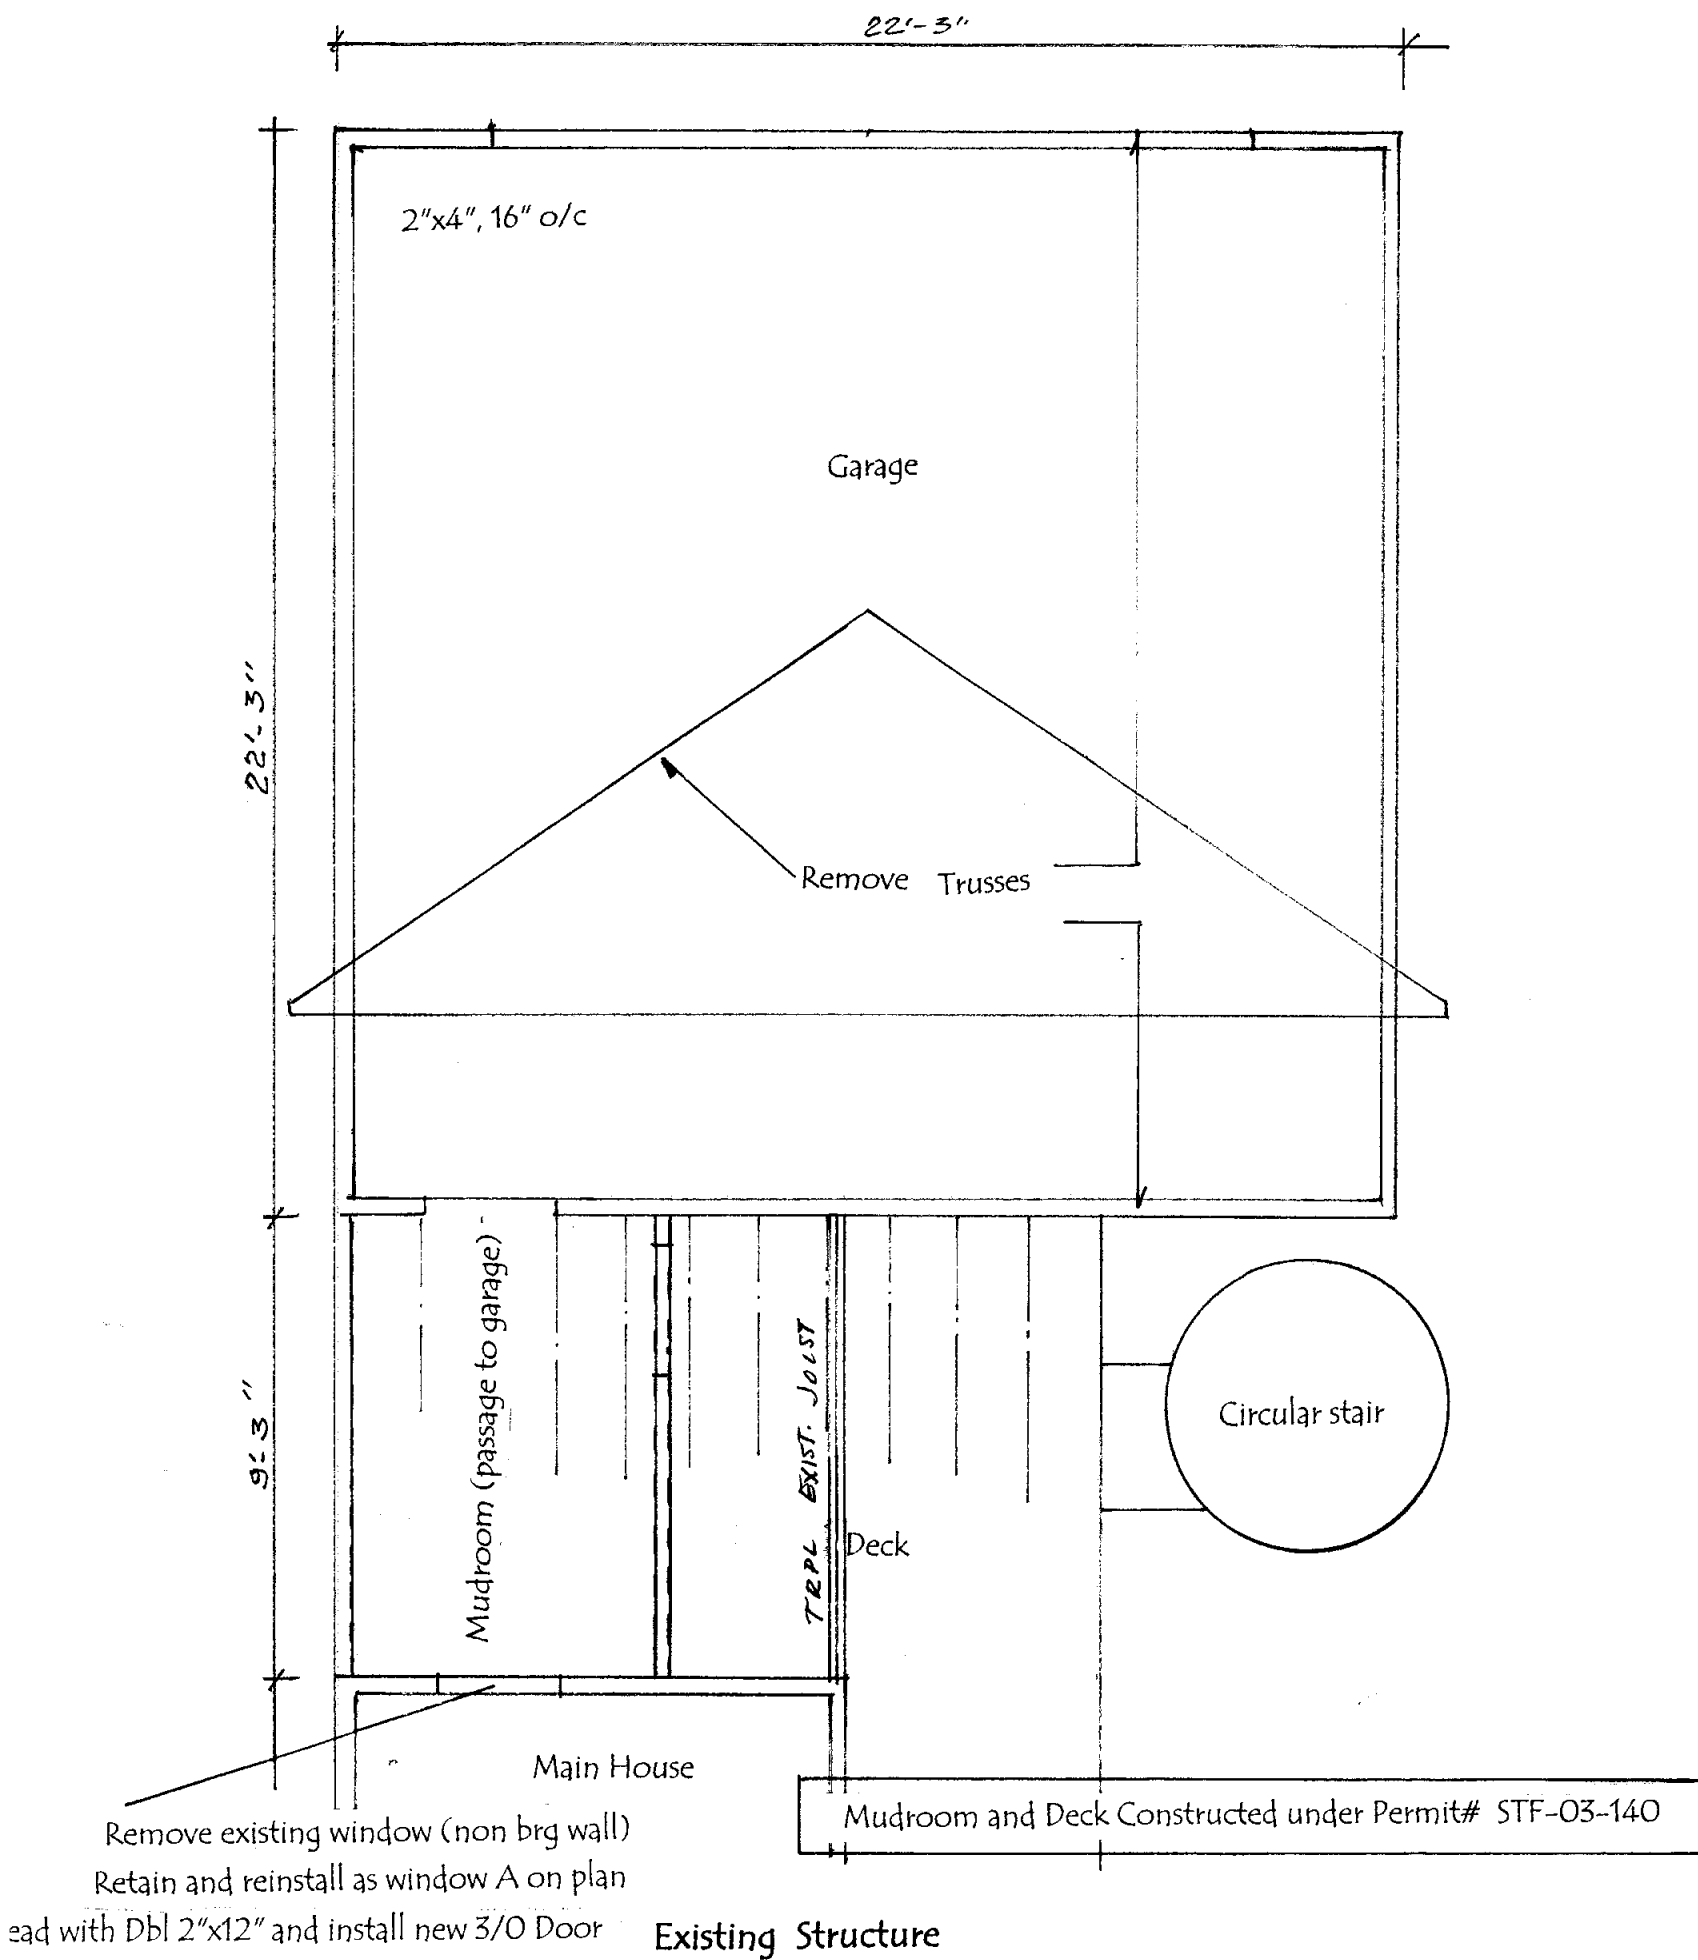 22'-3"
2"x4", 16" o/c
Garage
22'-3"
Remove Trusses
Mudroom (passage to garage)
TRPL EXIST. JOIST
Circular stair
9'-3"
Deck
Main House
Mudroom and Deck Constructed under Permit# STF-03-140
Remove existing window (non brg wall)
Retain and reinstall as window A on plan
with Dbl 2"x12" and install new 3/0 Door
Existing Structure